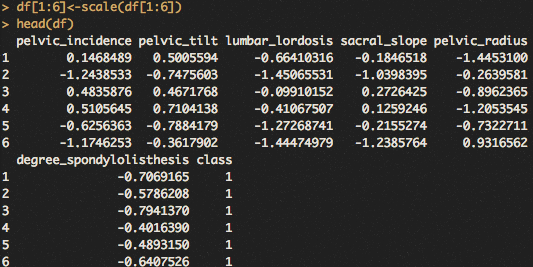 > df[1:6]<-scale(df[1:6])
> head(df)
  pelvic_incidence pelvic_tilt lumbar_lordosis sacral_slope pelvic_radius
1        0.1468489   0.5005594     -0.66410316   -0.1846518    -1.4453100
2       -1.2438533  -0.7475603     -1.45065531   -1.0398395    -0.2639581
3        0.4835876   0.4671768     -0.09910152    0.2726425    -0.8962365
4        0.5105645   0.7104138     -0.41067507    0.1259246    -1.2053545
5       -0.6256363  -0.7884179     -1.27268741   -0.2155274    -0.7322711
6       -1.1746253  -0.3617902     -1.44474979   -1.2385764     0.9316562
  degree_spondylolisthesis class
1               -0.7069165     1
2               -0.5786208     1
3               -0.7941370     1
4               -0.4016390     1
5               -0.4893150     1
6               -0.6407526     1